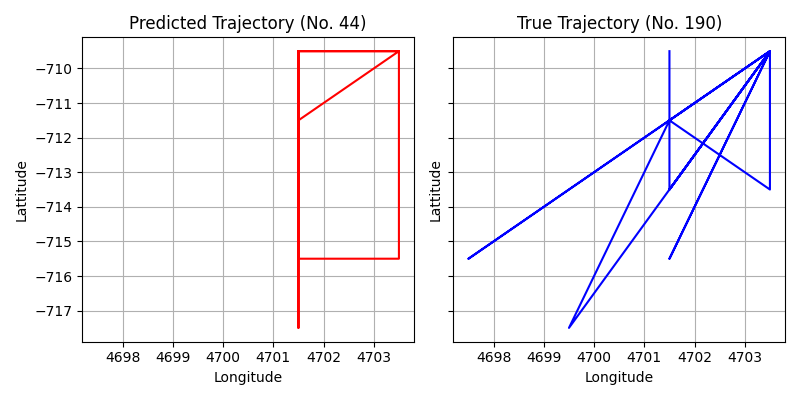 Predicted Trajectory (No. 44)
True Trajectory (No. 190)
−710
−711
−712
−713
−714
−715
−716
−717
Lattitude
Lattitude
4698 4699 4700 4701 4702 4703
4698 4699 4700 4701 4702 4703
Longitude
Longitude